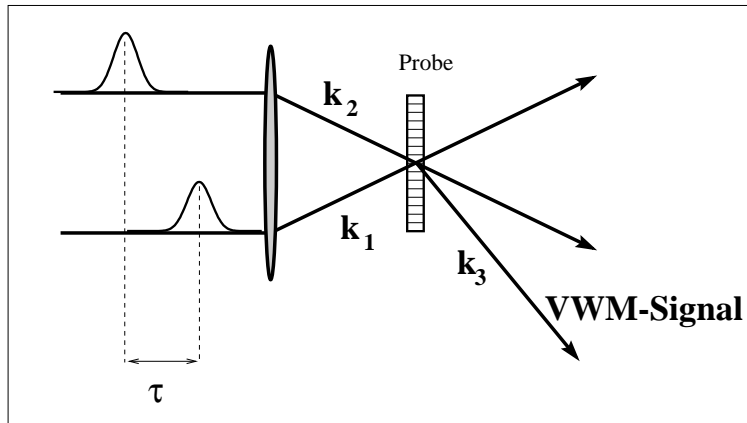 Probe
k2
k1
k3
VWM-Signal
τ